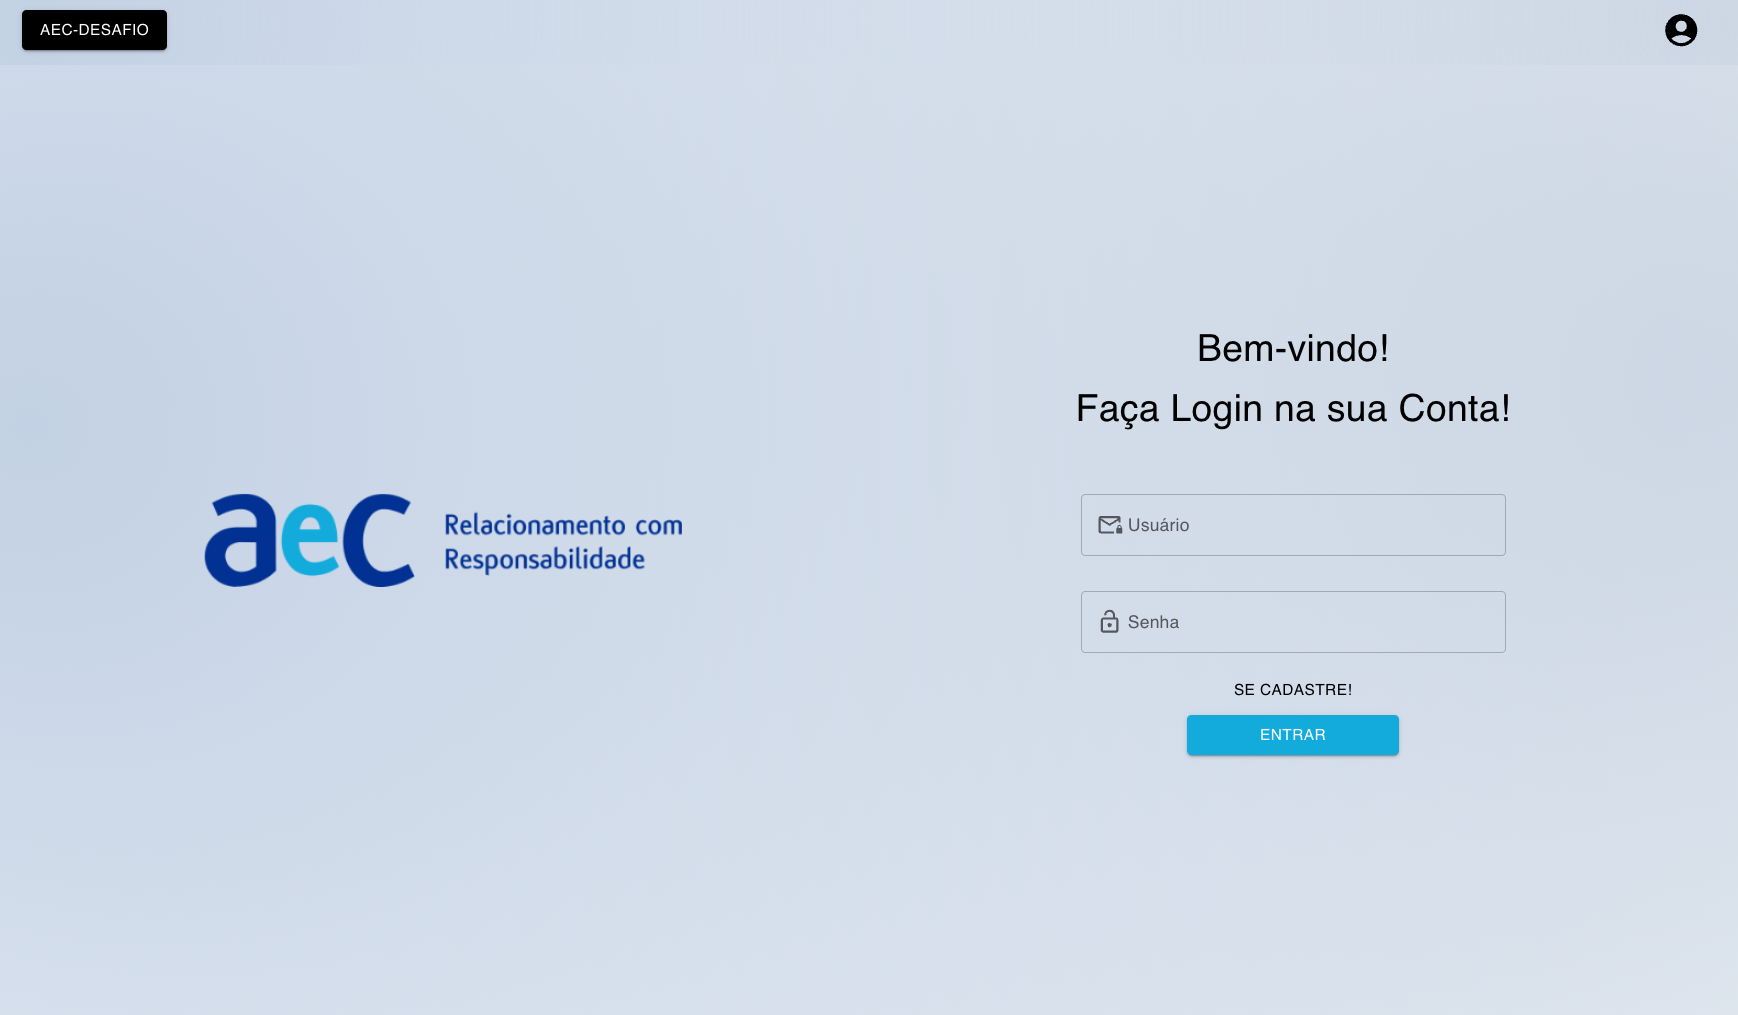 AEC-DESAFIO
aeC
Relacionamento com
Responsabilidade
Bem-vindo!
Faça Login na sua Conta!
Usuário
Senha
SE CADASTRE!
ENTRAR